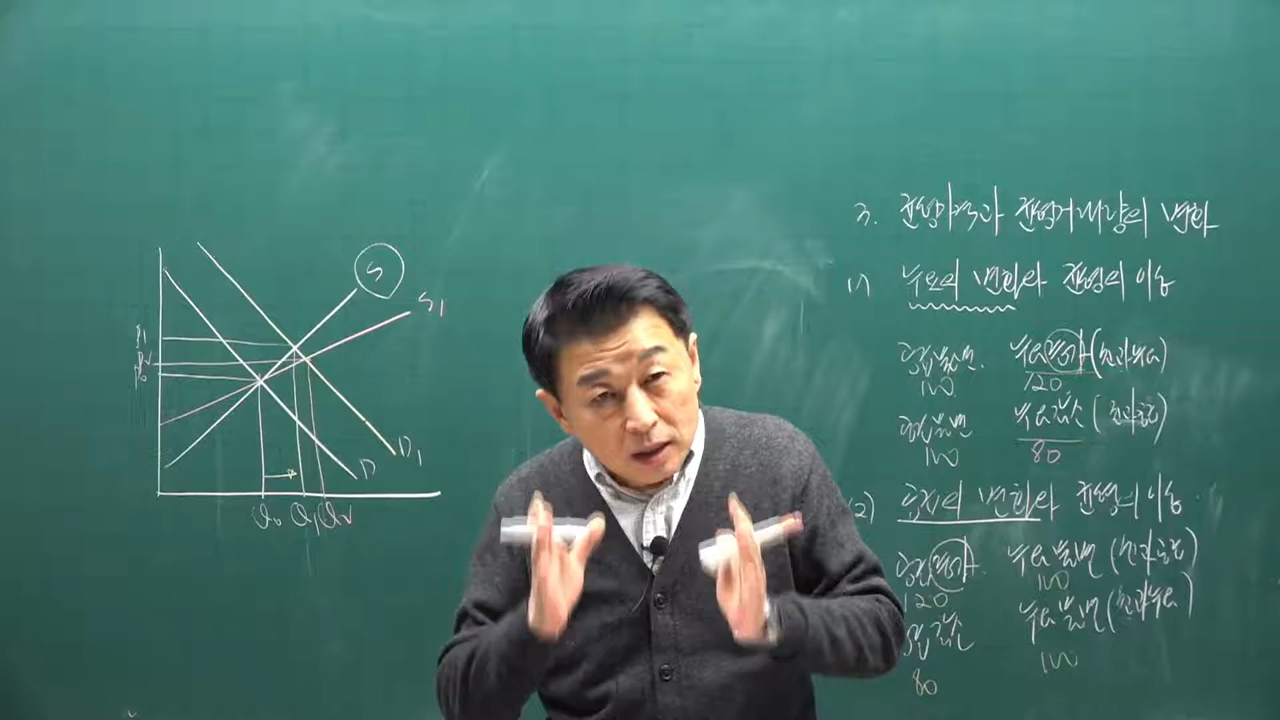 S
S₁
P₁
P₂
P₀
D₁
D
Q₀ Q₁ Q₂
3. 균형가격과 균형거래량의 변화
1) 수요의 변화와 균형의 이동
공급불변. 수요증가 (초과수요)
100 120
공급불변 수요감소 (초과공급)
100 80
(2) 공급의 변화와 균형의 이동
공급증가 수요불변 (초과공급)
120 100
공급감소 수요불변 (초과수요)
80 100